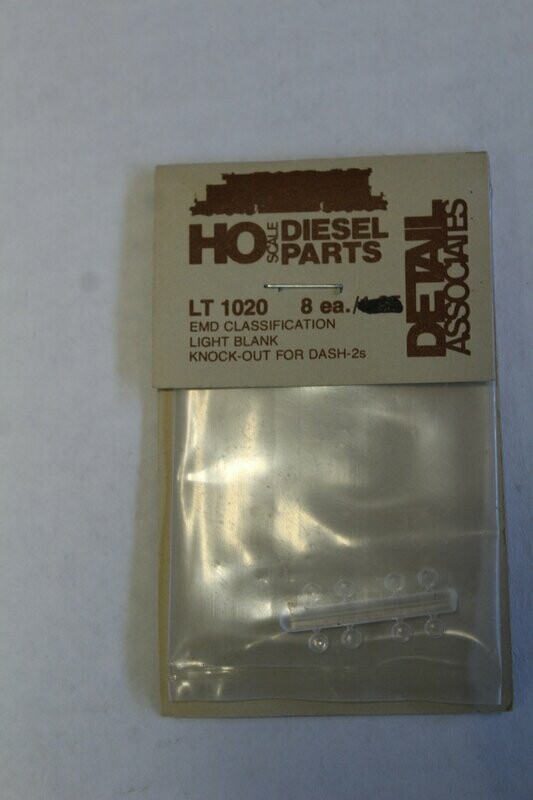 HO SCALE DIESEL PARTS
DETAIL ASSOCIATES
LT 1020 8 ea./
EMD CLASSIFICATION
LIGHT BLANK
KNOCK-OUT FOR DASH-2s